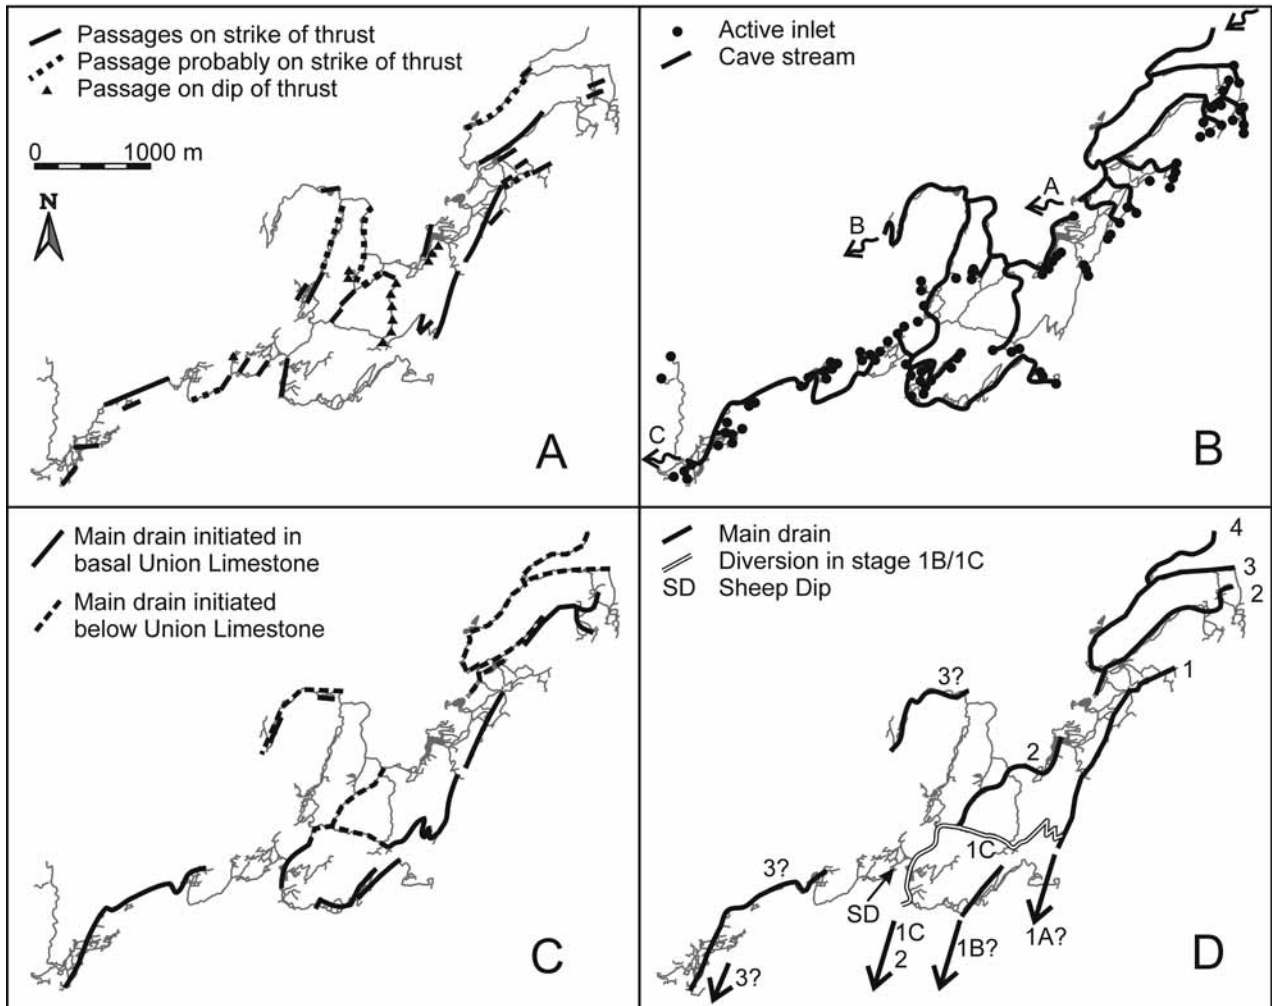 Passages on strike of thrust
Passage probably on strike of thrust
Passage on dip of thrust
0 1000 m
N
A
Active inlet
Cave stream
A
B
C
B
Main drain initiated in
basal Union Limestone
Main drain initiated
below Union Limestone
C
Main drain
Diversion in stage 1B/1C
SD Sheep Dip
4
3
2
1
3?
2
1C
3?
SD
1C
2
1B?
1A?
3?
D